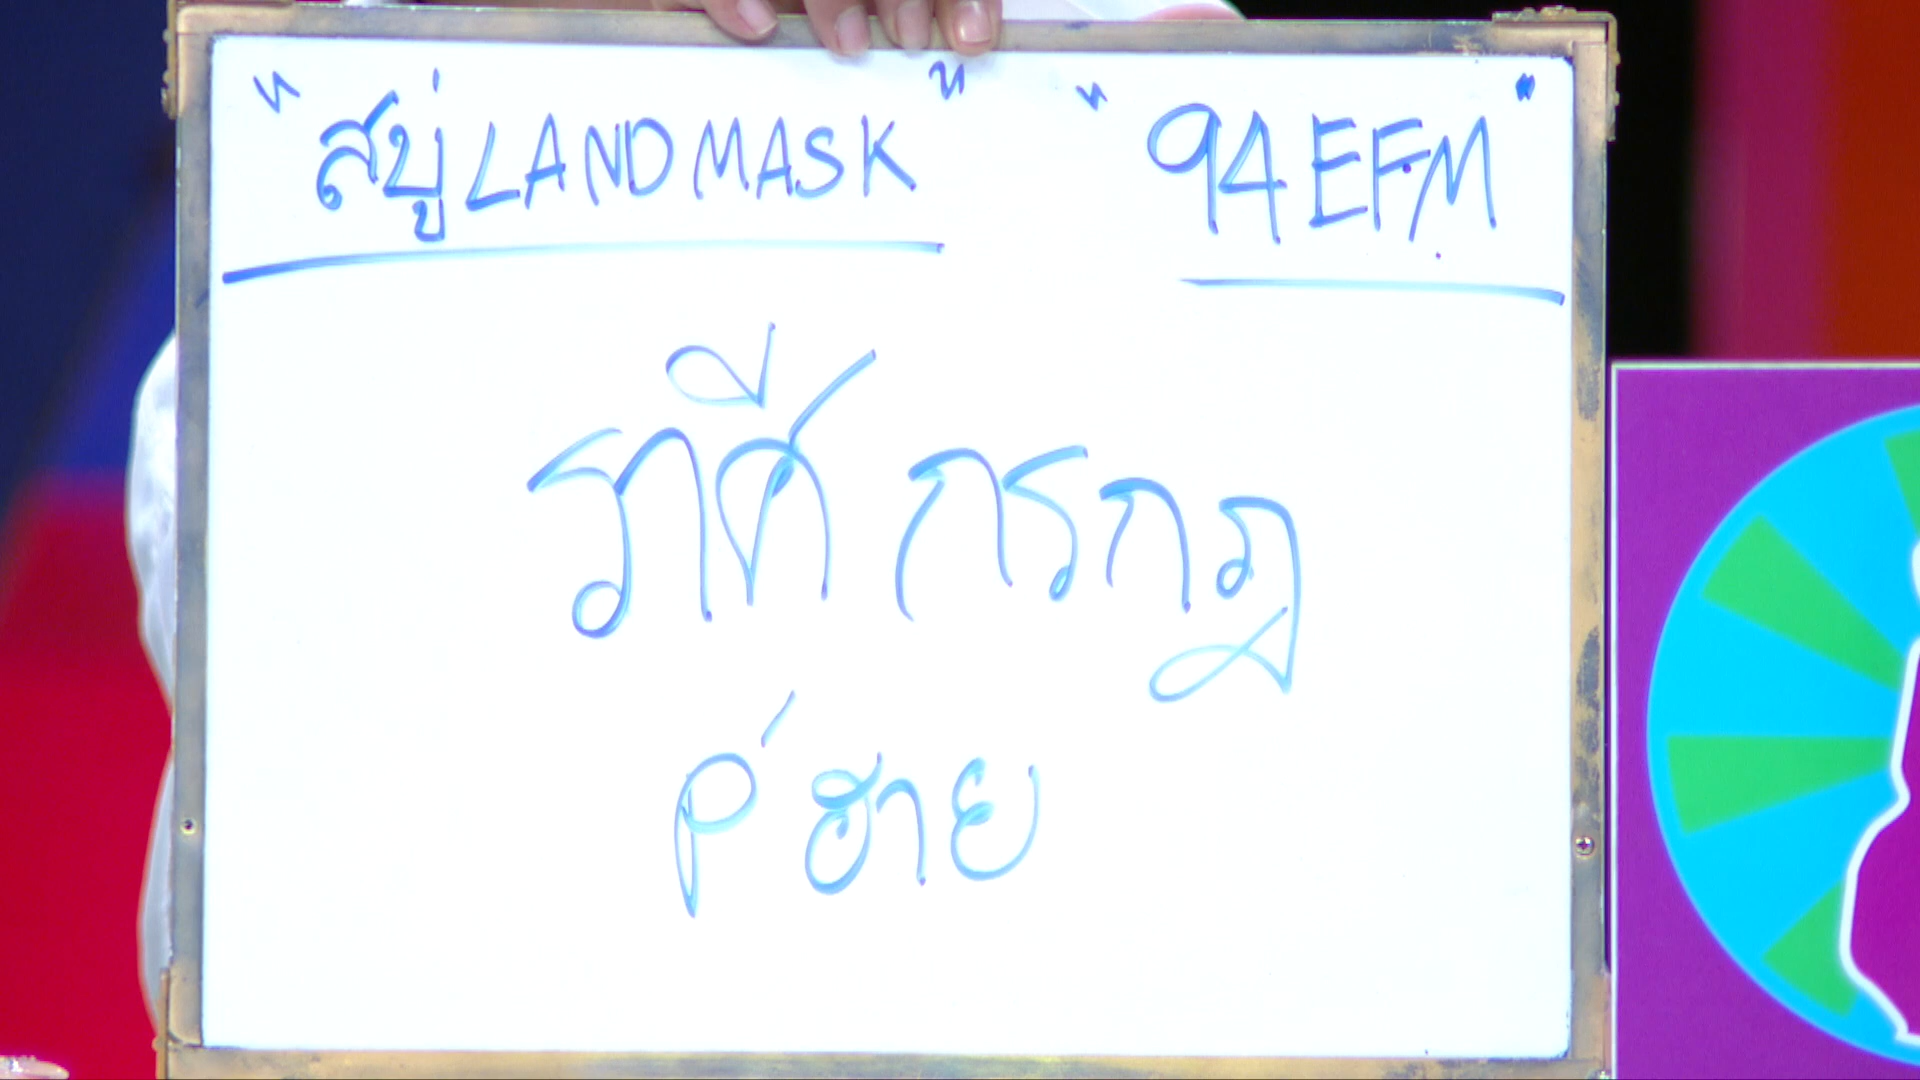 "สบู่ LANDMASK" "94 EFM"
ราศี กรกฎ
P' ฮาย